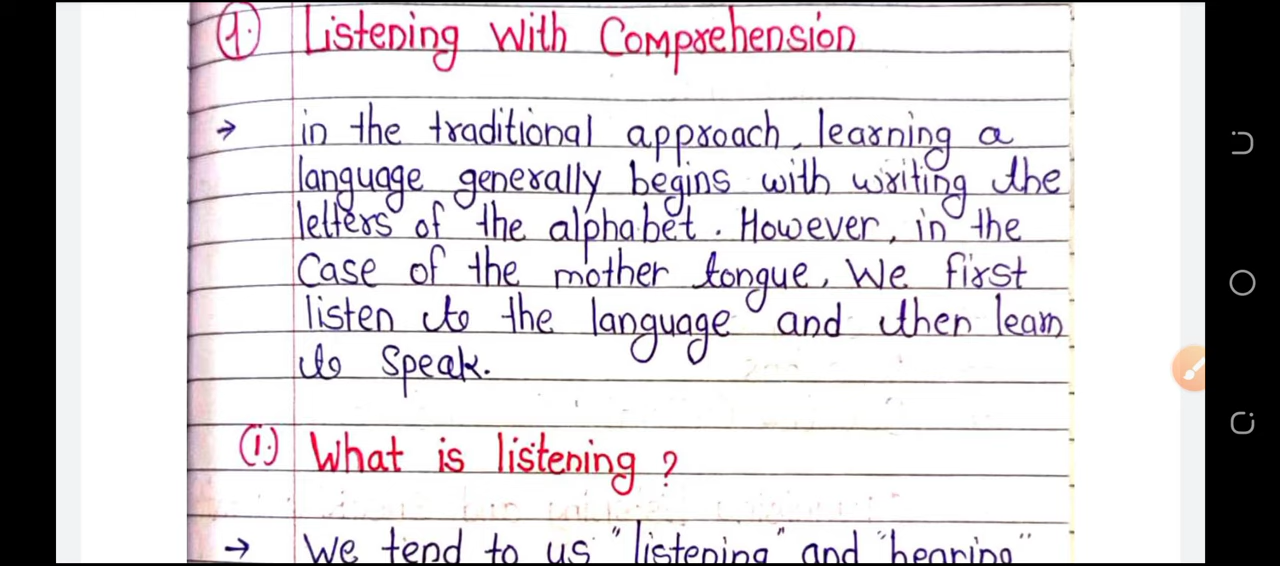 1. Listening With Comprehension
→ in the traditional approach, learning a
language generally begins with writing the
letters of the alphabet. However, in the
Case of the mother tongue, We first
listen to the language and then learn
to speak.
(i) What is listening?
→ We tend to us "listening" and "hearing"